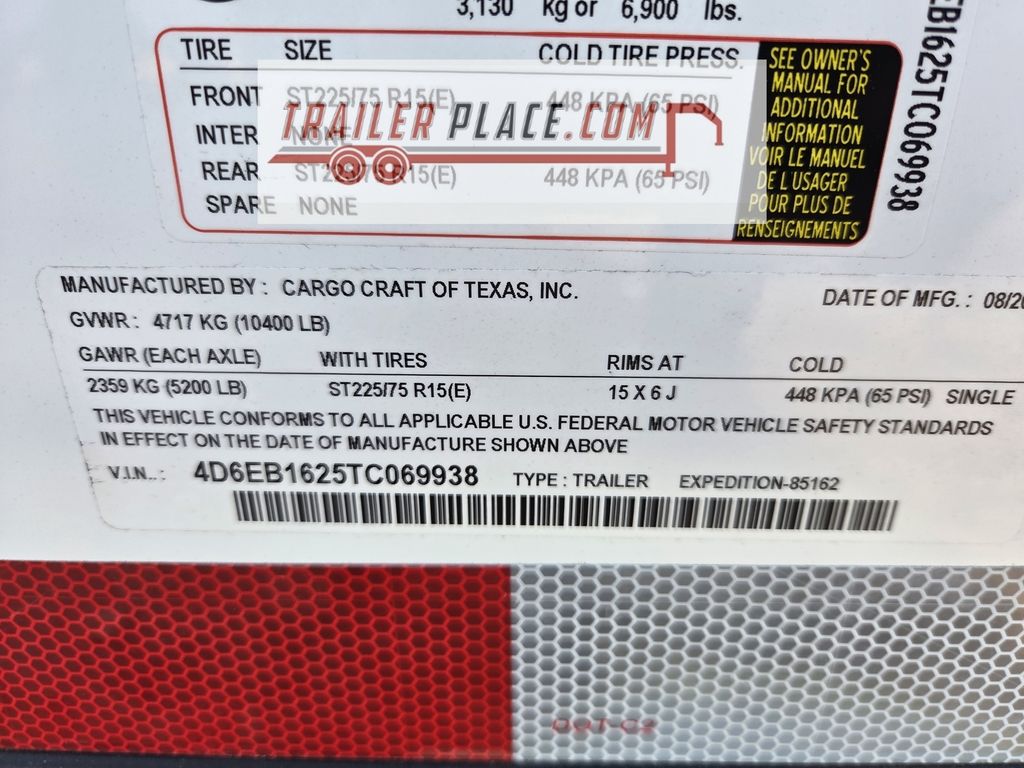 3,130 kg or 6,900 lbs.
TIRE SIZE COLD TIRE PRESS.
FRONT ST225/75 R15(E) 448 KPA (65 PSI)
INTER NONE
REAR ST225/75 R15(E) 448 KPA (65 PSI)
SPARE NONE
SEE OWNER'S
MANUAL FOR
ADDITIONAL
INFORMATION
VOIR LE MANUEL
DE L USAGER
POUR PLUS DE
RENSEIGNEMENTS
EB1625TC069938
TRAILER PLACE.COM
MANUFACTURED BY : CARGO CRAFT OF TEXAS, INC.
DATE OF MFG. : 08/20
GVWR : 4717 KG (10400 LB)
GAWR (EACH AXLE) WITH TIRES RIMS AT COLD
2359 KG (5200 LB) ST225/75 R15(E) 15 X 6 J 448 KPA (65 PSI) SINGLE
THIS VEHICLE CONFORMS TO ALL APPLICABLE U.S. FEDERAL MOTOR VEHICLE SAFETY STANDARDS
IN EFFECT ON THE DATE OF MANUFACTURE SHOWN ABOVE
V.I.N.. : 4D6EB1625TC069938 TYPE : TRAILER EXPEDITION-85162
DOT-C2